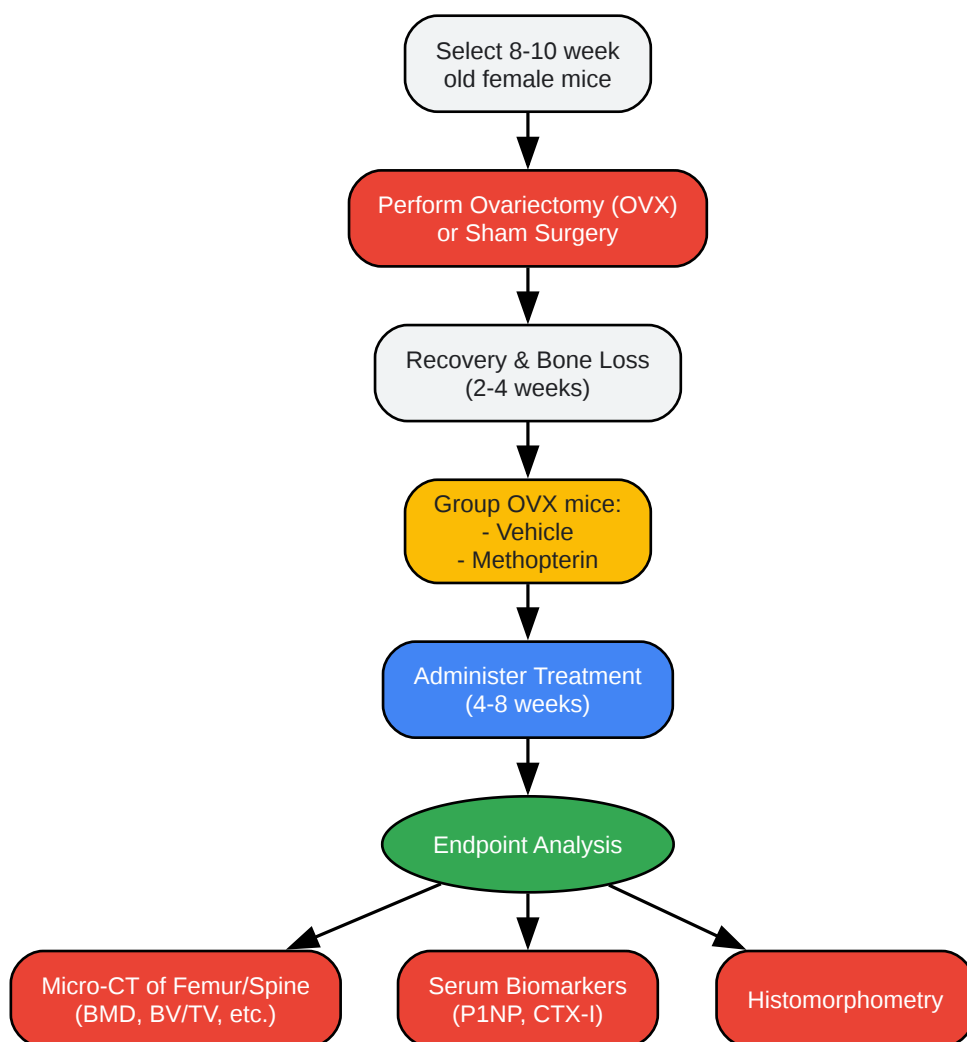 Select 8-10 week
old female mice
Perform Ovariectomy (OVX)
or Sham Surgery
Recovery & Bone Loss
(2-4 weeks)
Group OVX mice:
- Vehicle
- Methopterin
Administer Treatment
(4-8 weeks)
Endpoint Analysis
Micro-CT of Femur/Spine
(BMD, BV/TV, etc.)
Serum Biomarkers
(P1NP, CTX-I)
Histomorphometry